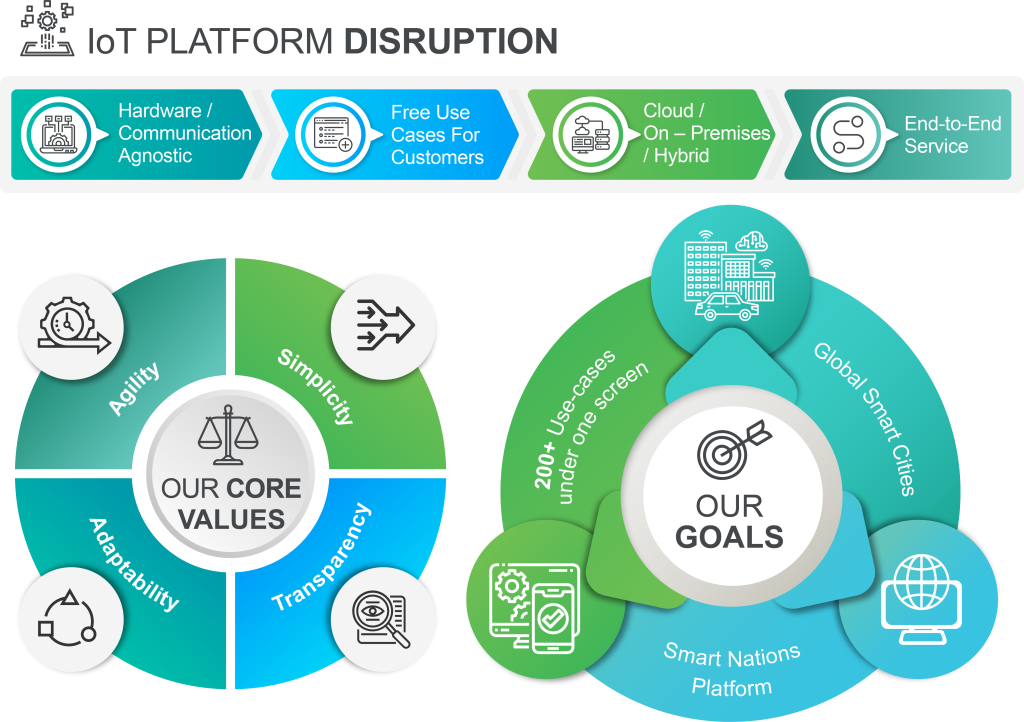 IoT PLATFORM DISRUPTION
Hardware /
Communication
Agnostic
Free Use
Cases For
Customers
Cloud /
On – Premises
/ Hybrid
End-to-End
Service
Agility
Simplicity
OUR CORE
VALUES
Adaptability
Transparency
200+ Use-cases
under one screen
Global Smart Cities
OUR
GOALS
Smart Nations
Platform